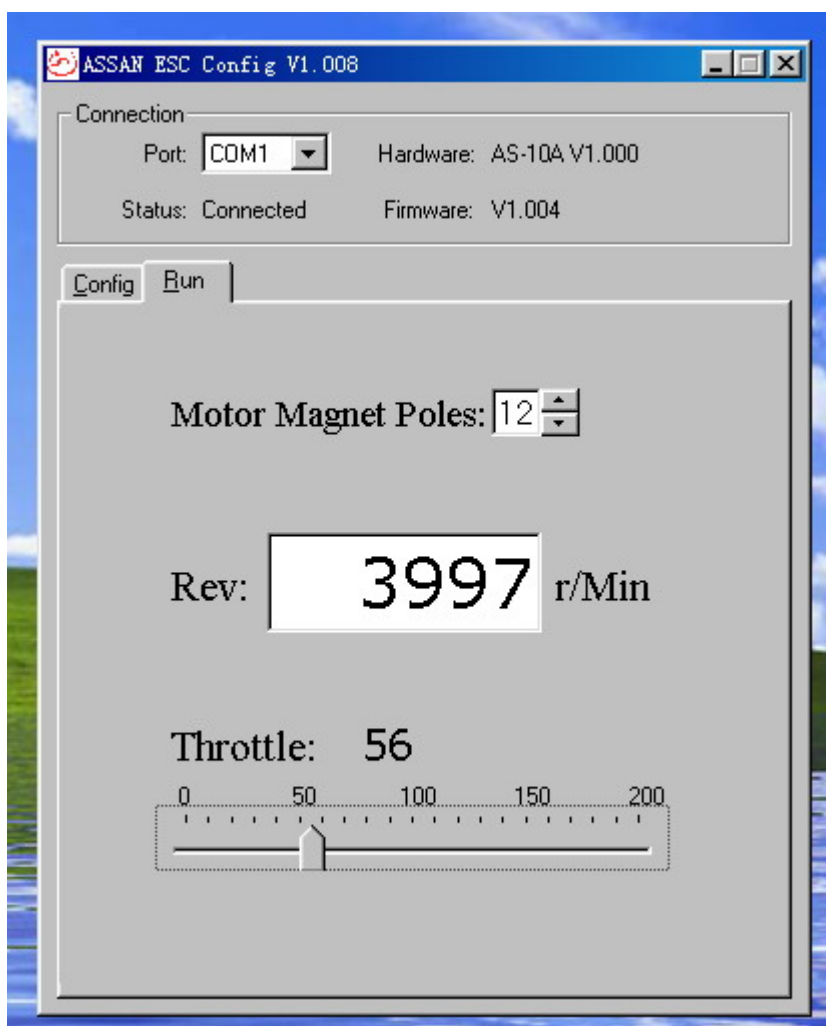 ASSAN ESC Config V1.008
Connection
Port: COM1 Hardware: AS-10A V1.000
Status: Connected Firmware: V1.004
Config Run
Motor Magnet Poles: 12
Rev: 3997 r/Min
Throttle: 56
0 50 100 150 200